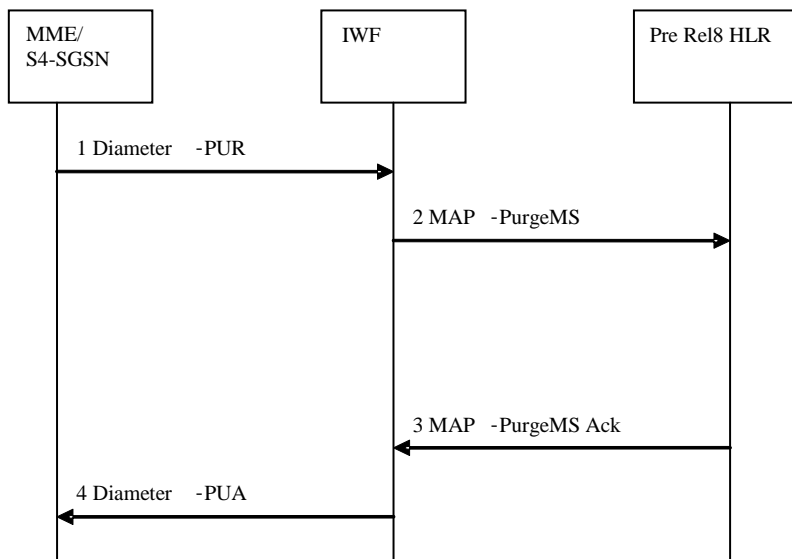 MME/
S4-SGSN
IWF
Pre Rel8 HLR
1 Diameter -PUR
2 MAP -PurgeMS
3 MAP -PurgeMS Ack
4 Diameter -PUA